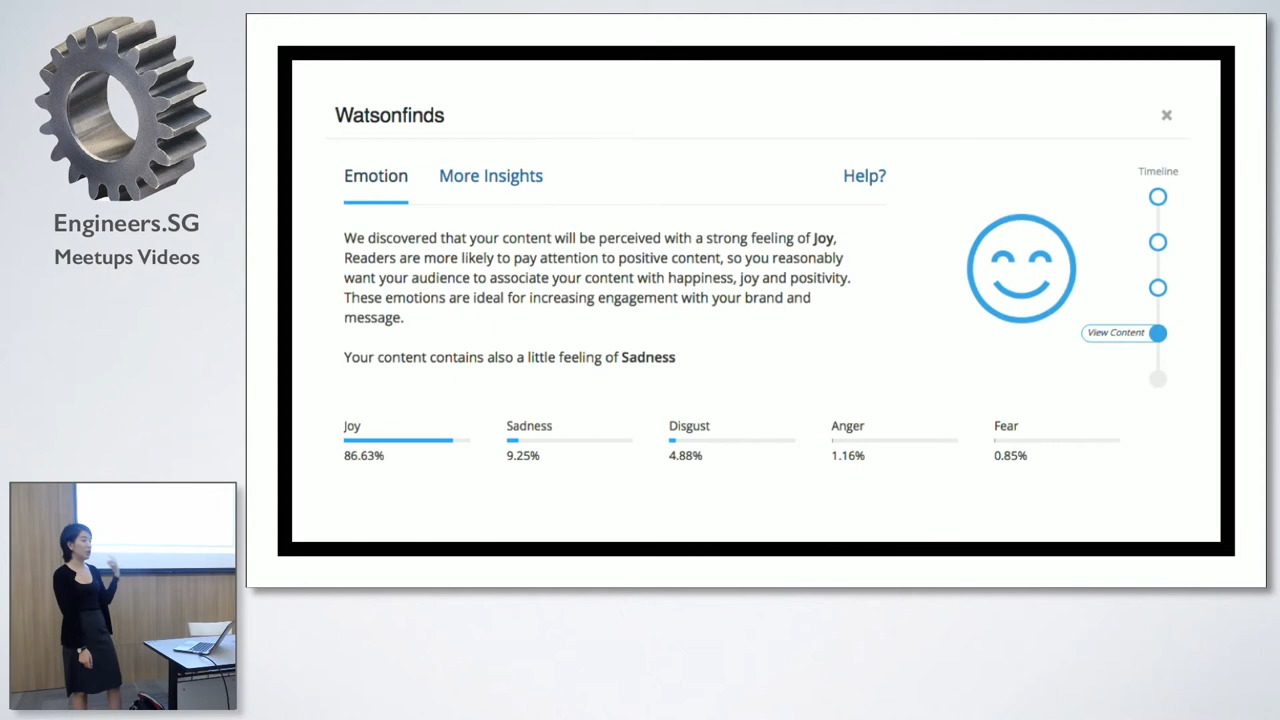 Engineers.SG
Meetups Videos
Watsonfinds
×
Emotion
More Insights
Help?
Timeline
We discovered that your content will be perceived with a strong feeling of Joy,
Readers are more likely to pay attention to positive content, so you reasonably
want your audience to associate your content with happiness, joy and positivity.
These emotions are ideal for increasing engagement with your brand and
message.
View Content
Your content contains also a little feeling of Sadness
Joy
Sadness
Disgust
Anger
Fear
86.63%
9.25%
4.88%
1.16%
0.85%